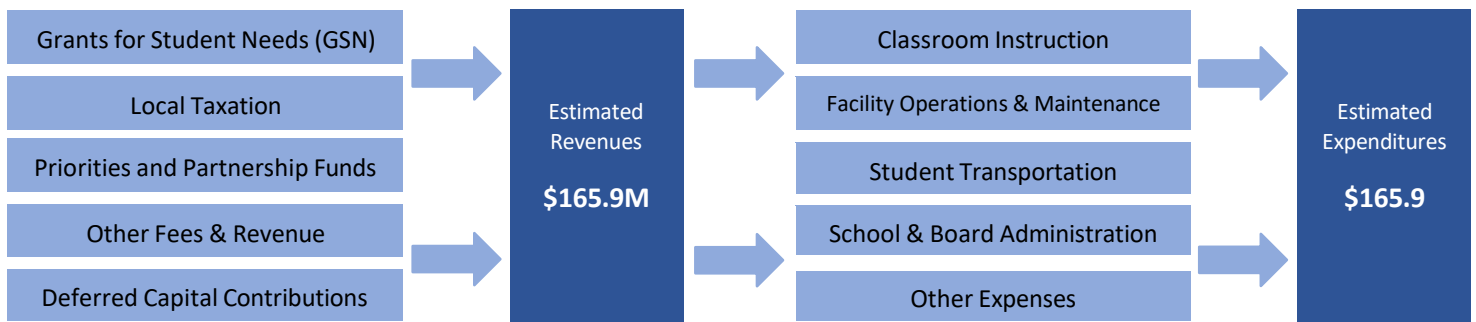 Grants for Student Needs (GSN)
Local Taxation
Priorities and Partnership Funds
Other Fees & Revenue
Deferred Capital Contributions
Estimated
Revenues
$165.9M
Classroom Instruction
Facility Operations & Maintenance
Student Transportation
School & Board Administration
Other Expenses
Estimated
Expenditures
$165.9